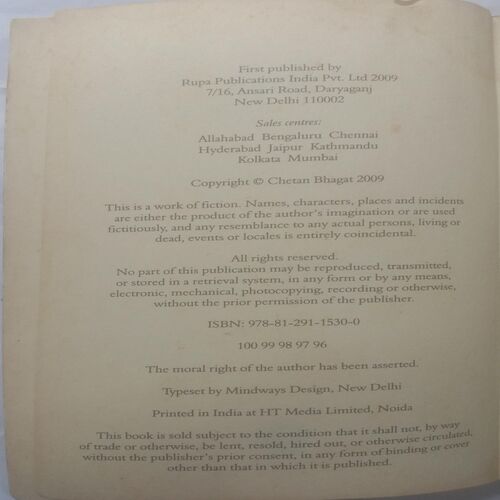 First published by
Rupa Publications India Pvt. Ltd 2009
7/16, Ansari Road, Daryaganj
New Delhi 110002
Sales centres:
Allahabad Bengaluru Chennai
Hyderabad Jaipur Kathmandu
Kolkata Mumbai
Copyright © Chetan Bhagat 2009
This is a work of fiction. Names, characters, places and incidents
are either the product of the author's imagination or are used
fictitiously, and any resemblance to any actual persons, living or
dead, events or locales is entirely coincidental.
All rights reserved.
No part of this publication may be reproduced, transmitted,
or stored in a retrieval system, in any form or by any means,
electronic, mechanical, photocopying, recording or otherwise,
without the prior permission of the publisher.
ISBN: 978-81-291-1530-0
100 99 98 97 96
The moral right of the author has been asserted.
Typeset by Mindways Design, New Delhi
Printed in India at HT Media Limited, Noida
This book is sold subject to the condition that it shall not, by way
of trade or otherwise, be lent, resold, hired out, or otherwise circulated,
without the publisher's prior consent, in any form of binding or cover
other than that in which it is published.